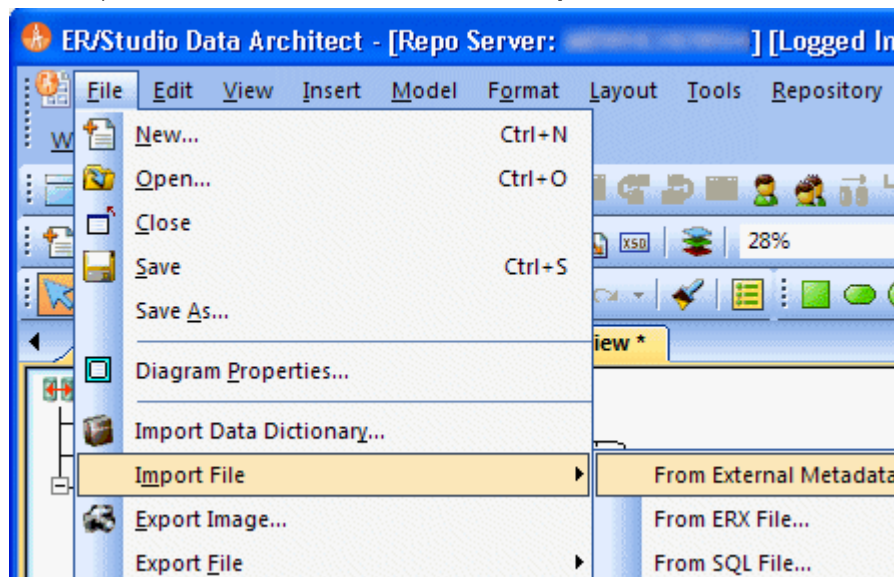 ER/Studio Data Architect - [Repo Server: ] [Logged In
File Edit View Insert Model Format Layout Tools Repository
W
New... Ctrl+N
Open... Ctrl+O
Close
XSD 28%
Save Ctrl+S
Save As...
iew *
Diagram Properties...
Import Data Dictionary...
Import File From External Metadata
Export Image... From ERX File...
Export File From SQL File...